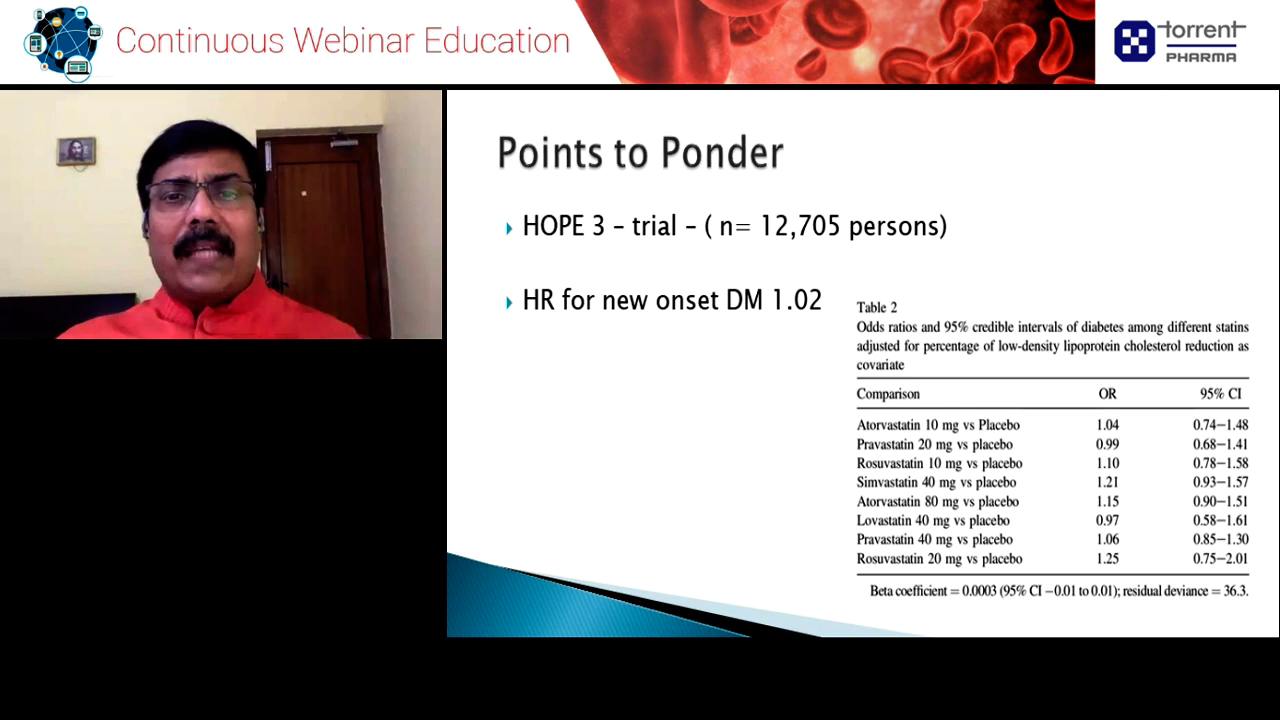 Continuous Webinar Education
torrent
PHARMA
Points to Ponder
HOPE 3 – trial – ( n= 12,705 persons)
HR for new onset DM 1.02
Table 2
Odds ratios and 95% credible intervals of diabetes among different statins
adjusted for percentage of low-density lipoprotein cholesterol reduction as
covariate
Comparison OR 95% CI
Atorvastatin 10 mg vs Placebo 1.04 0.74–1.48
Pravastatin 20 mg vs placebo 0.99 0.68–1.41
Rosuvastatin 10 mg vs placebo 1.10 0.78–1.58
Simvastatin 40 mg vs placebo 1.21 0.93–1.57
Atorvastatin 80 mg vs placebo 1.15 0.90–1.51
Lovastatin 40 mg vs placebo 0.97 0.58–1.61
Pravastatin 40 mg vs placebo 1.06 0.85–1.30
Rosuvastatin 20 mg vs placebo 1.25 0.75–2.01
Beta coefficient = 0.0003 (95% CI −0.01 to 0.01); residual deviance = 36.3.